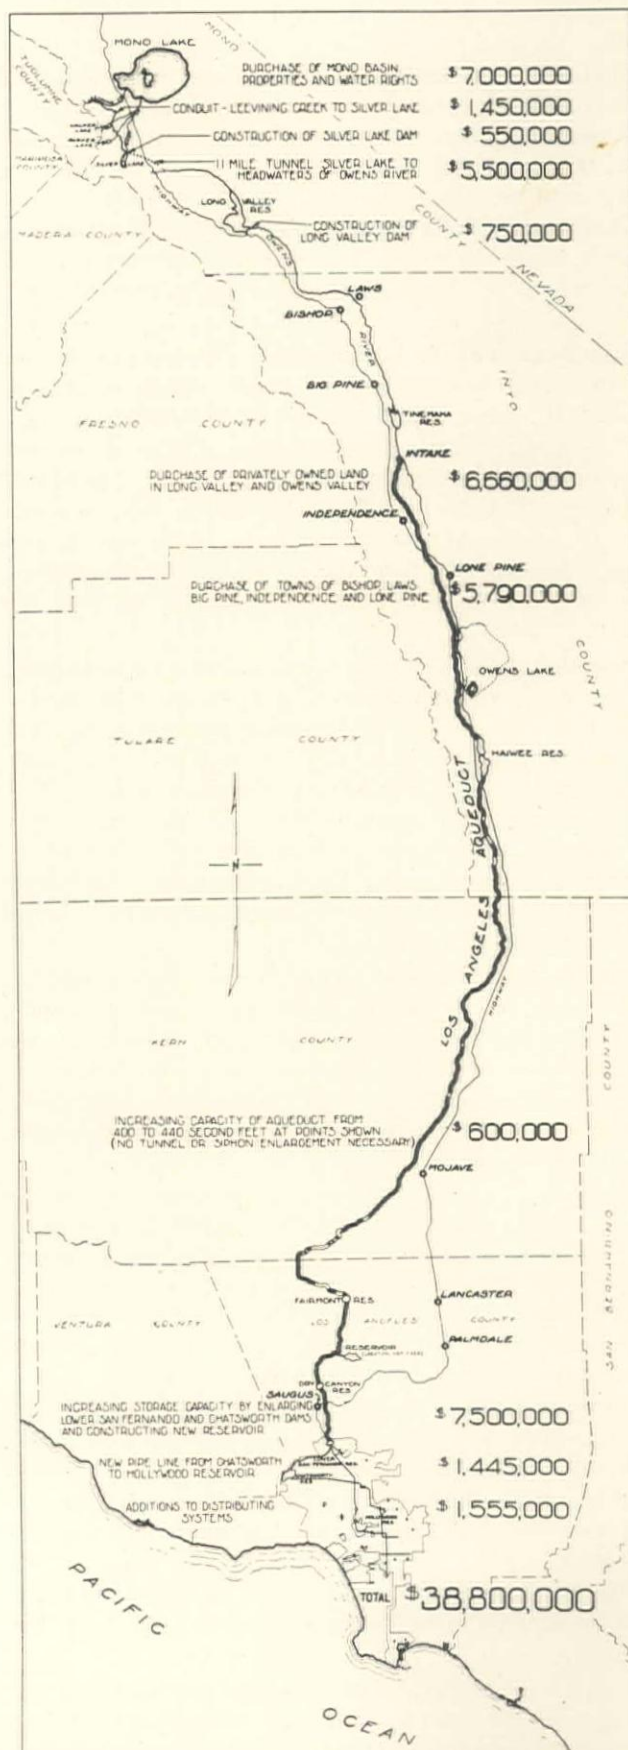 MONO LAKE
MONO
TUOLUMNE
COUNTY
PURCHASE OF MONO BASIN
PROPERTIES AND WATER RIGHTS
$7,000,000
CONDUIT - LEEVINING CREEK TO SILVER LAKE
$1,450,000
CONSTRUCTION OF SILVER LAKE DAM
$550,000
SILVER LAKE
MARIPOSA
COUNTY
11 MILE TUNNEL SILVER LAKE TO
HEADWATERS OF OWENS RIVER
$5,500,000
HIGHWAY
LONG VALLEY
RES
COUNTY
MADERA COUNTY
CONSTRUCTION OF
LONG VALLEY DAM
$750,000
NEVADA
OWENS
LAWS
BISHOP
RIVER
BIG PINE
INYO
TINEMAHA
RES.
FRESNO COUNTY
INTAKE
PURCHASE OF PRIVATELY OWNED LAND
IN LONG VALLEY AND OWENS VALLEY
$6,660,000
INDEPENDENCE
LONE PINE
PURCHASE OF TOWNS OF BISHOP, LAWS
BIG PINE, INDEPENDENCE AND LONE PINE
$5,790,000
OWENS LAKE
COUNTY
TULARE COUNTY
HAIWEE RES.
N
LOS ANGELES AQUEDUCT
HIGHWAY
KERN COUNTY
COUNTY
INCREASING CAPACITY OF AQUEDUCT FROM
400 TO 440 SECOND FEET AT POINTS SHOWN
(NO TUNNEL OR SIPHON ENLARGEMENT NECESSARY)
$600,000
MOJAVE
SAN BERNARDINO
FAIRMONT RES.
LANCASTER
VENTURA COUNTY
LOS ANGELES COUNTY
PALMDALE
RESERVOIR
DRY CANYON
RES
SAUGUS
INCREASING STORAGE CAPACITY BY ENLARGING
LOWER SAN FERNANDO AND CHATSWORTH DAMS
AND CONSTRUCTING NEW RESERVOIR
$7,500,000
NEW PIPE LINE FROM CHATSWORTH
TO HOLLYWOOD RESERVOIR
$1,445,000
ADDITIONS TO DISTRIBUTING
SYSTEMS
$1,555,000
TOTAL $38,800,000
PACIFIC
OCEAN